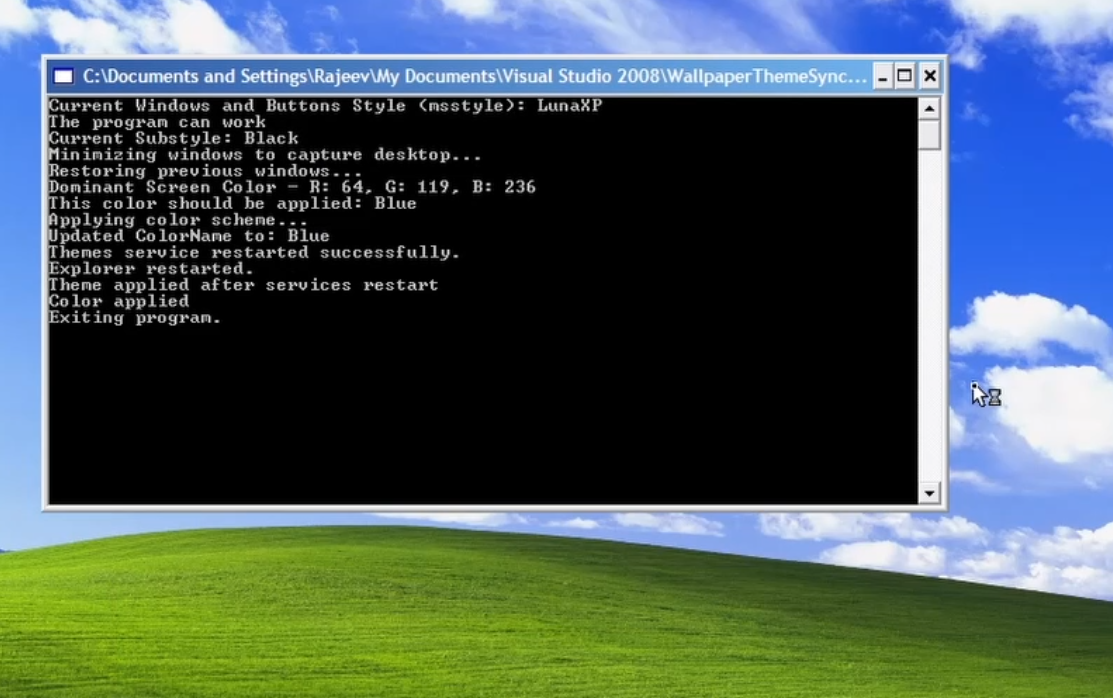 C:\Documents and Settings\Rajeev\My Documents\Visual Studio 2008\WallpaperThemeSync...
Current Windows and Buttons Style (msstyle): LunaXP
The program can work
Current Substyle: Black
Minimizing windows to capture desktop...
Restoring previous windows...
Dominant Screen Color - R: 64, G: 119, B: 236
This color should be applied: Blue
Applying color scheme...
Updated ColorName to: Blue
Themes service restarted successfully.
Explorer restarted.
Theme applied after services restart
Color applied
Exiting program.